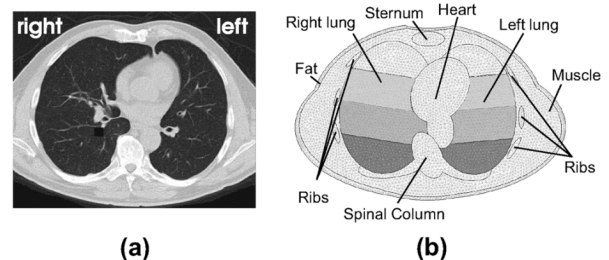 right
left
Right lung
Sternum
Heart
Left lung
Fat
Muscle
Ribs
Ribs
Spinal Column
(a)
(b)